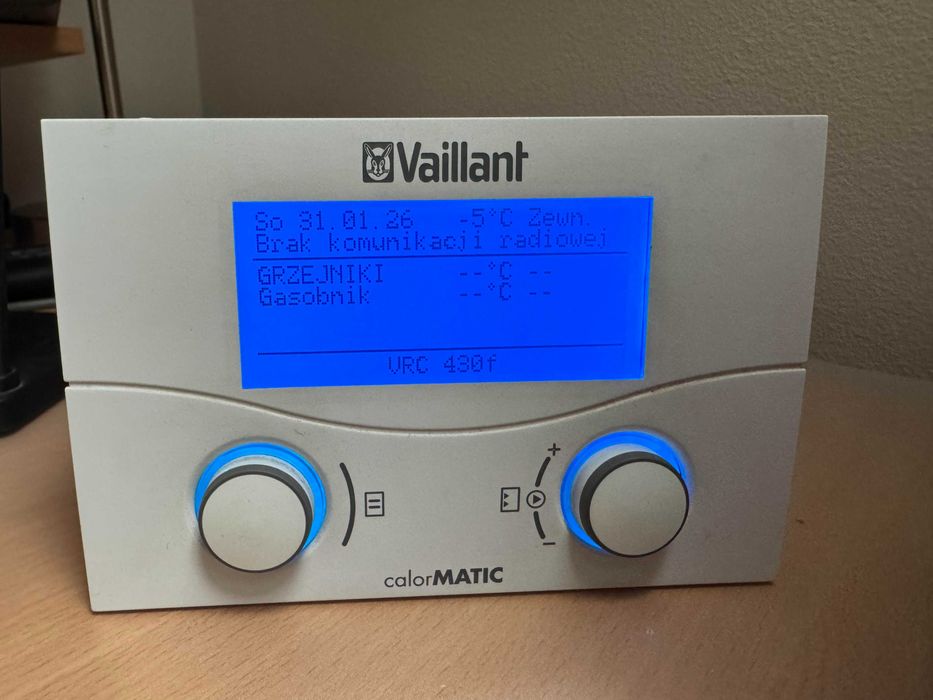 Vaillant
So 31.01.26 -5°C Zewn.
Brak komunikacji radiowej
GRZEJNIKI --°C --
Gasobnik --°C --
VRC 430f
+
-
calorMATIC